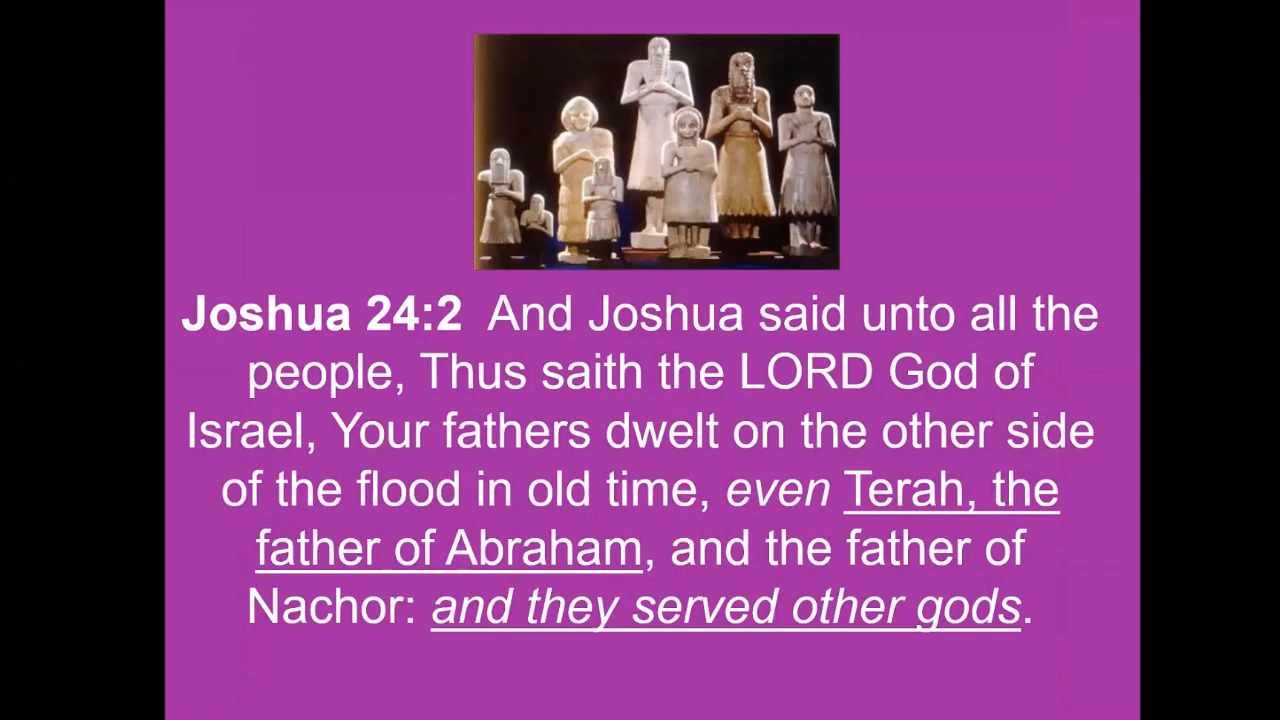 Joshua 24:2  And Joshua said unto all the
people, Thus saith the LORD God of
Israel, Your fathers dwelt on the other side
of the flood in old time, even Terah, the
father of Abraham, and the father of
Nachor: and they served other gods.